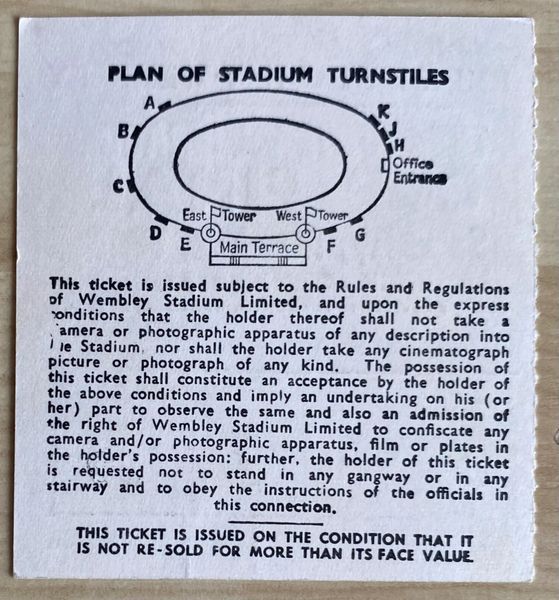 PLAN OF STADIUM TURNSTILES
A
K
B
J
H
Office
Entrance
C
East Tower
West Tower
D
E
Main Terrace
F
G
This ticket is issued subject to the Rules and Regulations
of Wembley Stadium Limited, and upon the express
conditions that the holder thereof shall not take a
camera or photographic apparatus of any description into
the Stadium, nor shall the holder take any cinematograph
picture or photograph of any kind. The possession of
this ticket shall constitute an acceptance by the holder of
the above conditions and imply an undertaking on his (or
her) part to observe the same and also an admission of
the right of Wembley Stadium Limited to confiscate any
camera and/or photographic apparatus, film or plates in
the holder's possession: further, the holder of this ticket
is requested not to stand in any gangway or in any
stairway and to obey the instructions of the officials in
this connection.
THIS TICKET IS ISSUED ON THE CONDITION THAT IT
IS NOT RE-SOLD FOR MORE THAN ITS FACE VALUE.